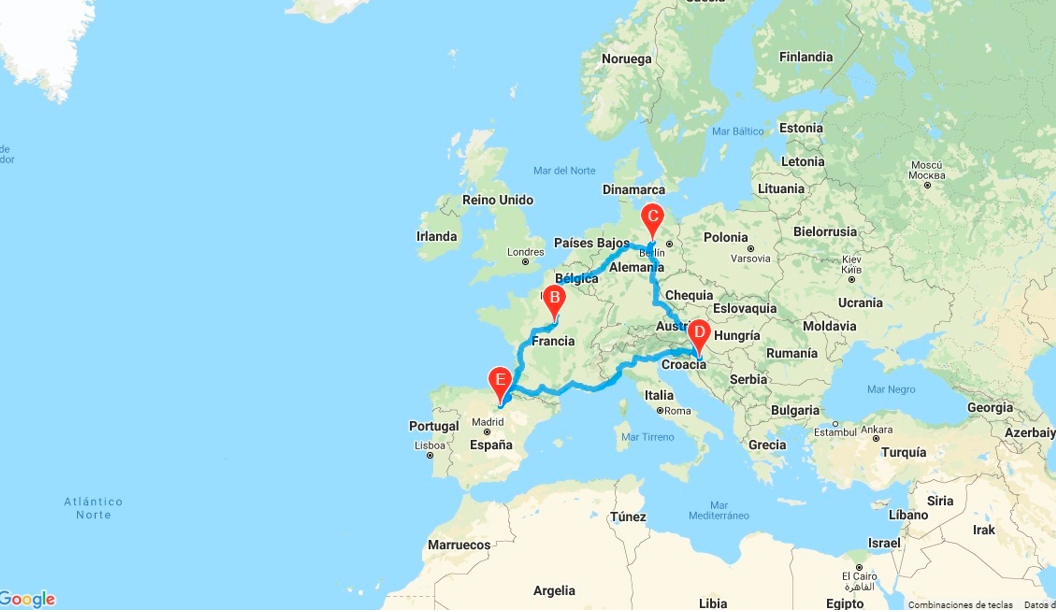 Suecia
Noruega
Finlandia
Estonia
Mar Báltico
Letonia
Moscú
Москва
Mar del Norte
Dinamarca
Lituania
Reino Unido
C
Irlanda
Londres
Países Bajos
Berlín
Polonia
Varsovia
Bielorrusia
Bélgica
Alemania
Kiev
Київ
B
Chequia
Eslovaquia
Ucrania
Francia
Austri
D
Hungría
Moldavia
Croacia
Rumanía
E
Serbia
Mar Negro
Italia
Roma
Bulgaria
Georgia
Portugal
Madrid
Lisboa
España
Mar Tirreno
Grecia
Estambul
Ankara
Turquía
Azerbaiy
de
dor
Atlántico
Norte
Túnez
Mar
Mediterráneo
Siria
Líbano
Irak
Marruecos
Israel
Argelia
Libia
El Cairo
القاهرة
Egipto
Google
Combinaciones de teclas
Datos d